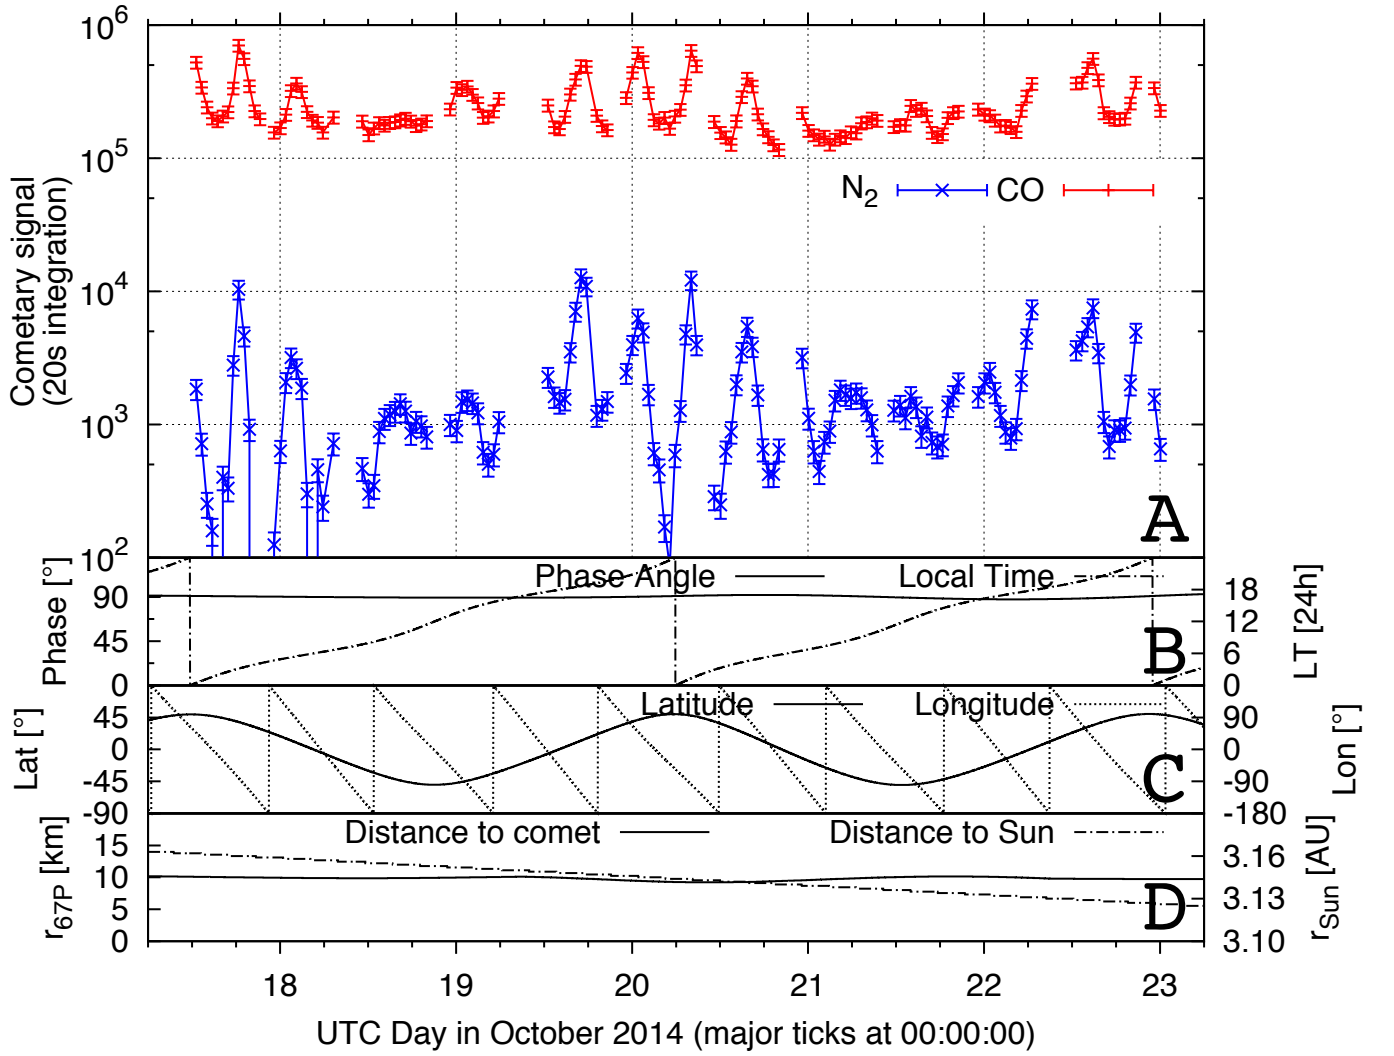 10^6
10^5
10^4
10^3
10^2
Cometary signal
(20s integration)
N_2 CO
A
Phase Angle Local Time
Phase [°]
90
45
0
18
12
6
0
LT [24h]
B
Latitude Longitude
Lat [°]
45
0
-45
-90
90
0
-90
-180
Lon [°]
C
Distance to comet Distance to Sun
r_67P [km]
15
10
5
0
3.16
3.13
3.10
r_Sun [AU]
D
18 19 20 21 22 23
UTC Day in October 2014 (major ticks at 00:00:00)